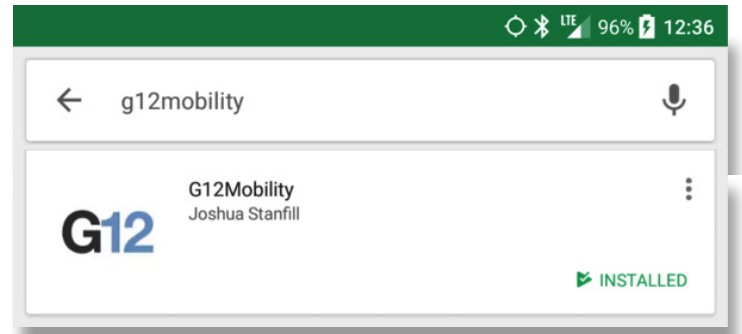 LTE 96% 12:36
g12mobility
G12Mobility
Joshua Stanfill
G12
INSTALLED